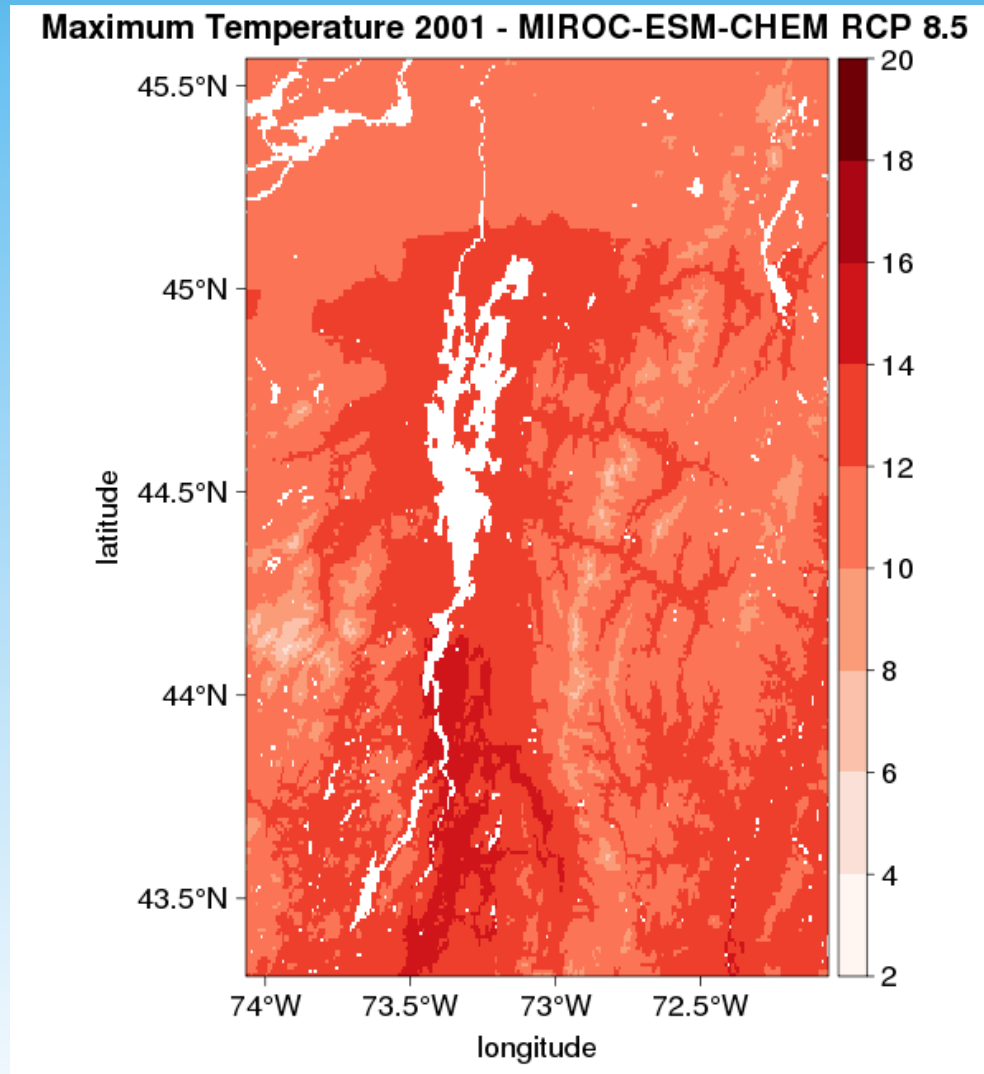 Maximum Temperature 2001 - MIROC-ESM-CHEM RCP 8.5
45.5°N
45°N
44.5°N
44°N
43.5°N
latitude
74°W 73.5°W 73°W 72.5°W
longitude
20
18
16
14
12
10
8
6
4
2